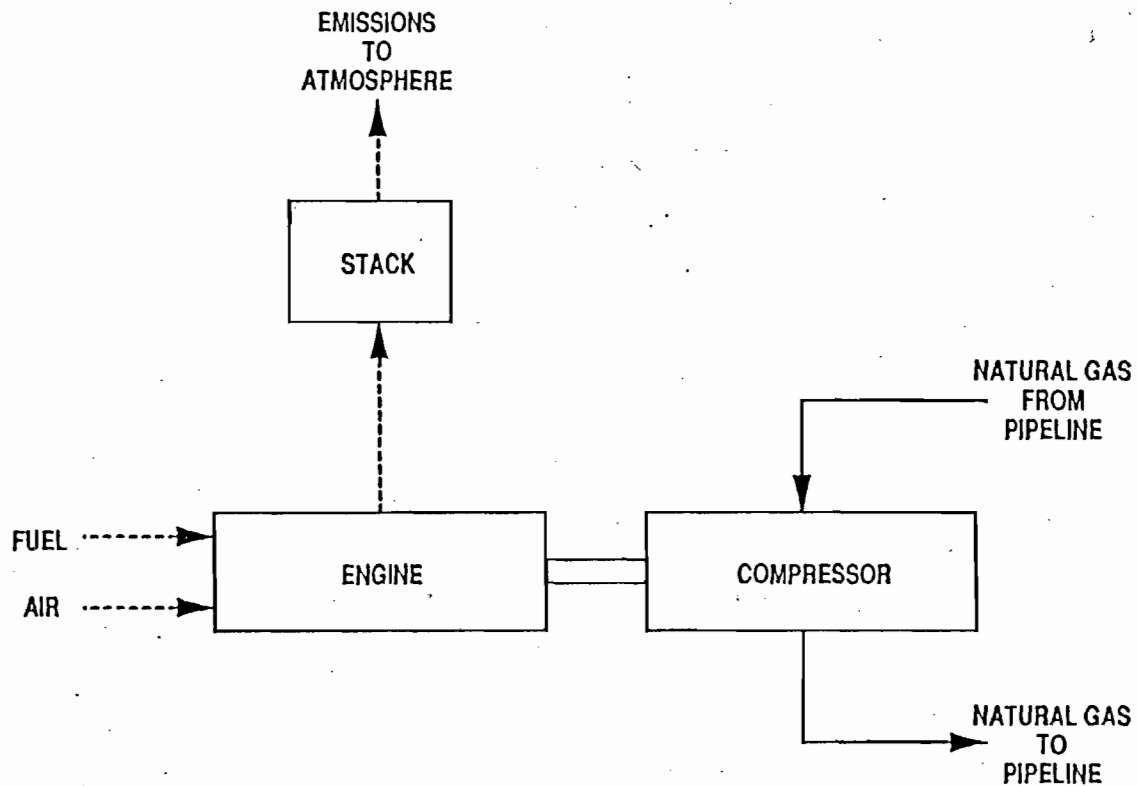 EMISSIONS
TO
ATMOSPHERE
STACK
NATURAL GAS
FROM
PIPELINE
FUEL
AIR
ENGINE
COMPRESSOR
NATURAL GAS
TO
PIPELINE